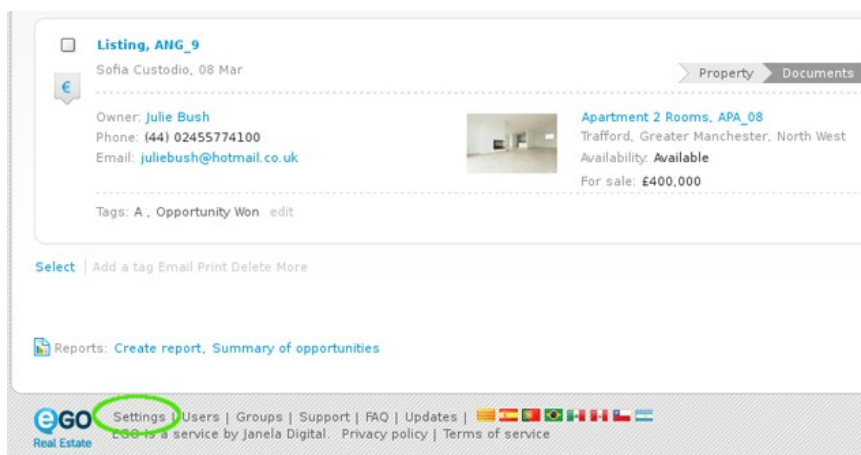 Listing, ANG_9
Sofia Custodio, 08 Mar
Property Documents
€
Owner: Julie Bush
Phone: (44) 02455774100
Email: juliebush@hotmail.co.uk
Apartment 2 Rooms, APA_08
Trafford, Greater Manchester, North West
Availability: Available
For sale: £400,000
Tags: A , Opportunity Won edit
Select | Add a tag Email Print Delete More
Reports: Create report, Summary of opportunities
eGO
Real Estate
Settings | Users | Groups | Support | FAQ | Updates |
EGO is a service by Janela Digital. Privacy policy | Terms of service